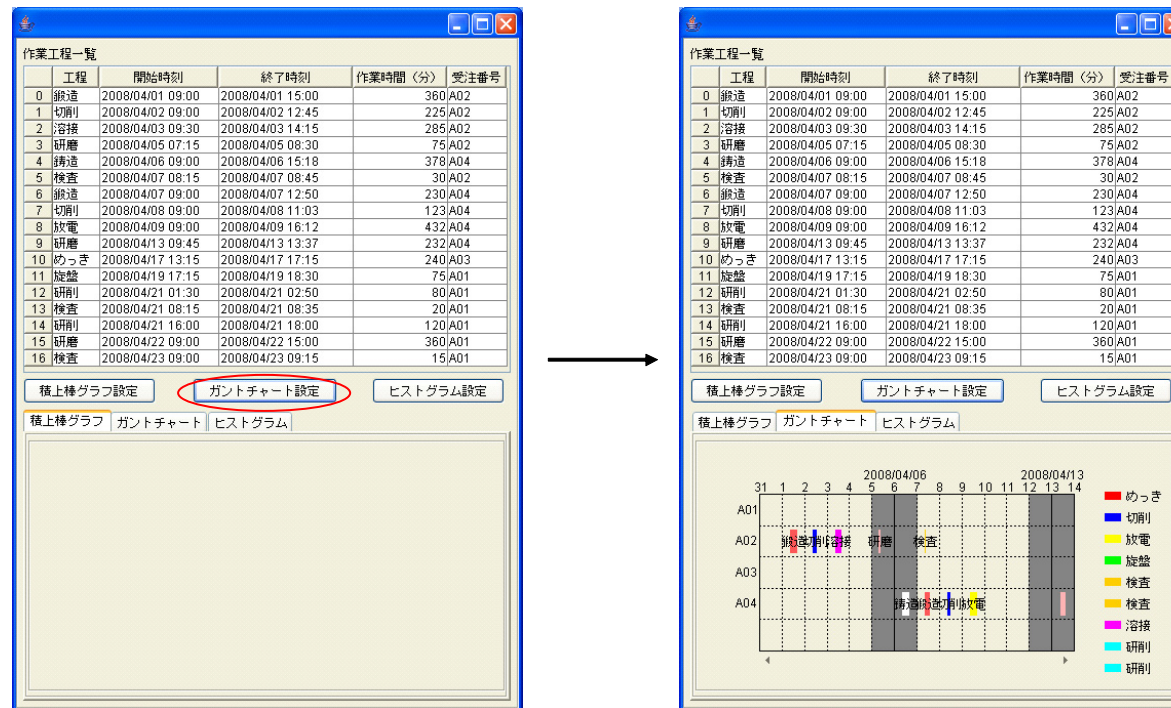 作業工程一覧
工程 開始時刻 終了時刻 作業時間（分） 受注番号
0 鍛造 2008/04/01 09:00 2008/04/01 15:00 360 A02
1 切削 2008/04/02 09:00 2008/04/02 12:45 225 A02
2 溶接 2008/04/03 09:30 2008/04/03 14:15 285 A02
3 研磨 2008/04/05 07:15 2008/04/05 08:30 75 A02
4 鋳造 2008/04/06 09:00 2008/04/06 15:18 378 A04
5 検査 2008/04/07 08:15 2008/04/07 08:45 30 A02
6 鍛造 2008/04/07 09:00 2008/04/07 12:50 230 A04
7 切削 2008/04/08 09:00 2008/04/08 11:03 123 A04
8 放電 2008/04/09 09:00 2008/04/09 16:12 432 A04
9 研磨 2008/04/13 09:45 2008/04/13 13:37 232 A04
10 めっき 2008/04/17 13:15 2008/04/17 17:15 240 A03
11 旋盤 2008/04/19 17:15 2008/04/19 18:30 75 A01
12 研削 2008/04/21 01:30 2008/04/21 02:50 80 A01
13 検査 2008/04/21 08:15 2008/04/21 08:35 20 A01
14 研削 2008/04/21 16:00 2008/04/21 18:00 120 A01
15 研磨 2008/04/22 09:00 2008/04/22 15:00 360 A01
16 検査 2008/04/23 09:00 2008/04/23 09:15 15 A01
積上棒グラフ設定 ガントチャート設定 ヒストグラム設定
積上棒グラフ ガントチャート ヒストグラム
作業工程一覧
工程 開始時刻 終了時刻 作業時間（分） 受注番号
0 鍛造 2008/04/01 09:00 2008/04/01 15:00 360 A02
1 切削 2008/04/02 09:00 2008/04/02 12:45 225 A02
2 溶接 2008/04/03 09:30 2008/04/03 14:15 285 A02
3 研磨 2008/04/05 07:15 2008/04/05 08:30 75 A02
4 鋳造 2008/04/06 09:00 2008/04/06 15:18 378 A04
5 検査 2008/04/07 08:15 2008/04/07 08:45 30 A02
6 鍛造 2008/04/07 09:00 2008/04/07 12:50 230 A04
7 切削 2008/04/08 09:00 2008/04/08 11:03 123 A04
8 放電 2008/04/09 09:00 2008/04/09 16:12 432 A04
9 研磨 2008/04/13 09:45 2008/04/13 13:37 232 A04
10 めっき 2008/04/17 13:15 2008/04/17 17:15 240 A03
11 旋盤 2008/04/19 17:15 2008/04/19 18:30 75 A01
12 研削 2008/04/21 01:30 2008/04/21 02:50 80 A01
13 検査 2008/04/21 08:15 2008/04/21 08:35 20 A01
14 研削 2008/04/21 16:00 2008/04/21 18:00 120 A01
15 研磨 2008/04/22 09:00 2008/04/22 15:00 360 A01
16 検査 2008/04/23 09:00 2008/04/23 09:15 15 A01
積上棒グラフ設定 ガントチャート設定 ヒストグラム設定
積上棒グラフ ガントチャート ヒストグラム
2008/04/06 2008/04/13
31 1 2 3 4 5 6 7 8 9 10 11 12 13 14
A01
A02 鍛造 切削 溶接 研磨 検査
A03
A04 鋳造 鍛造 切削 放電
めっき
切削
放電
旋盤
検査
検査
溶接
研削
研削